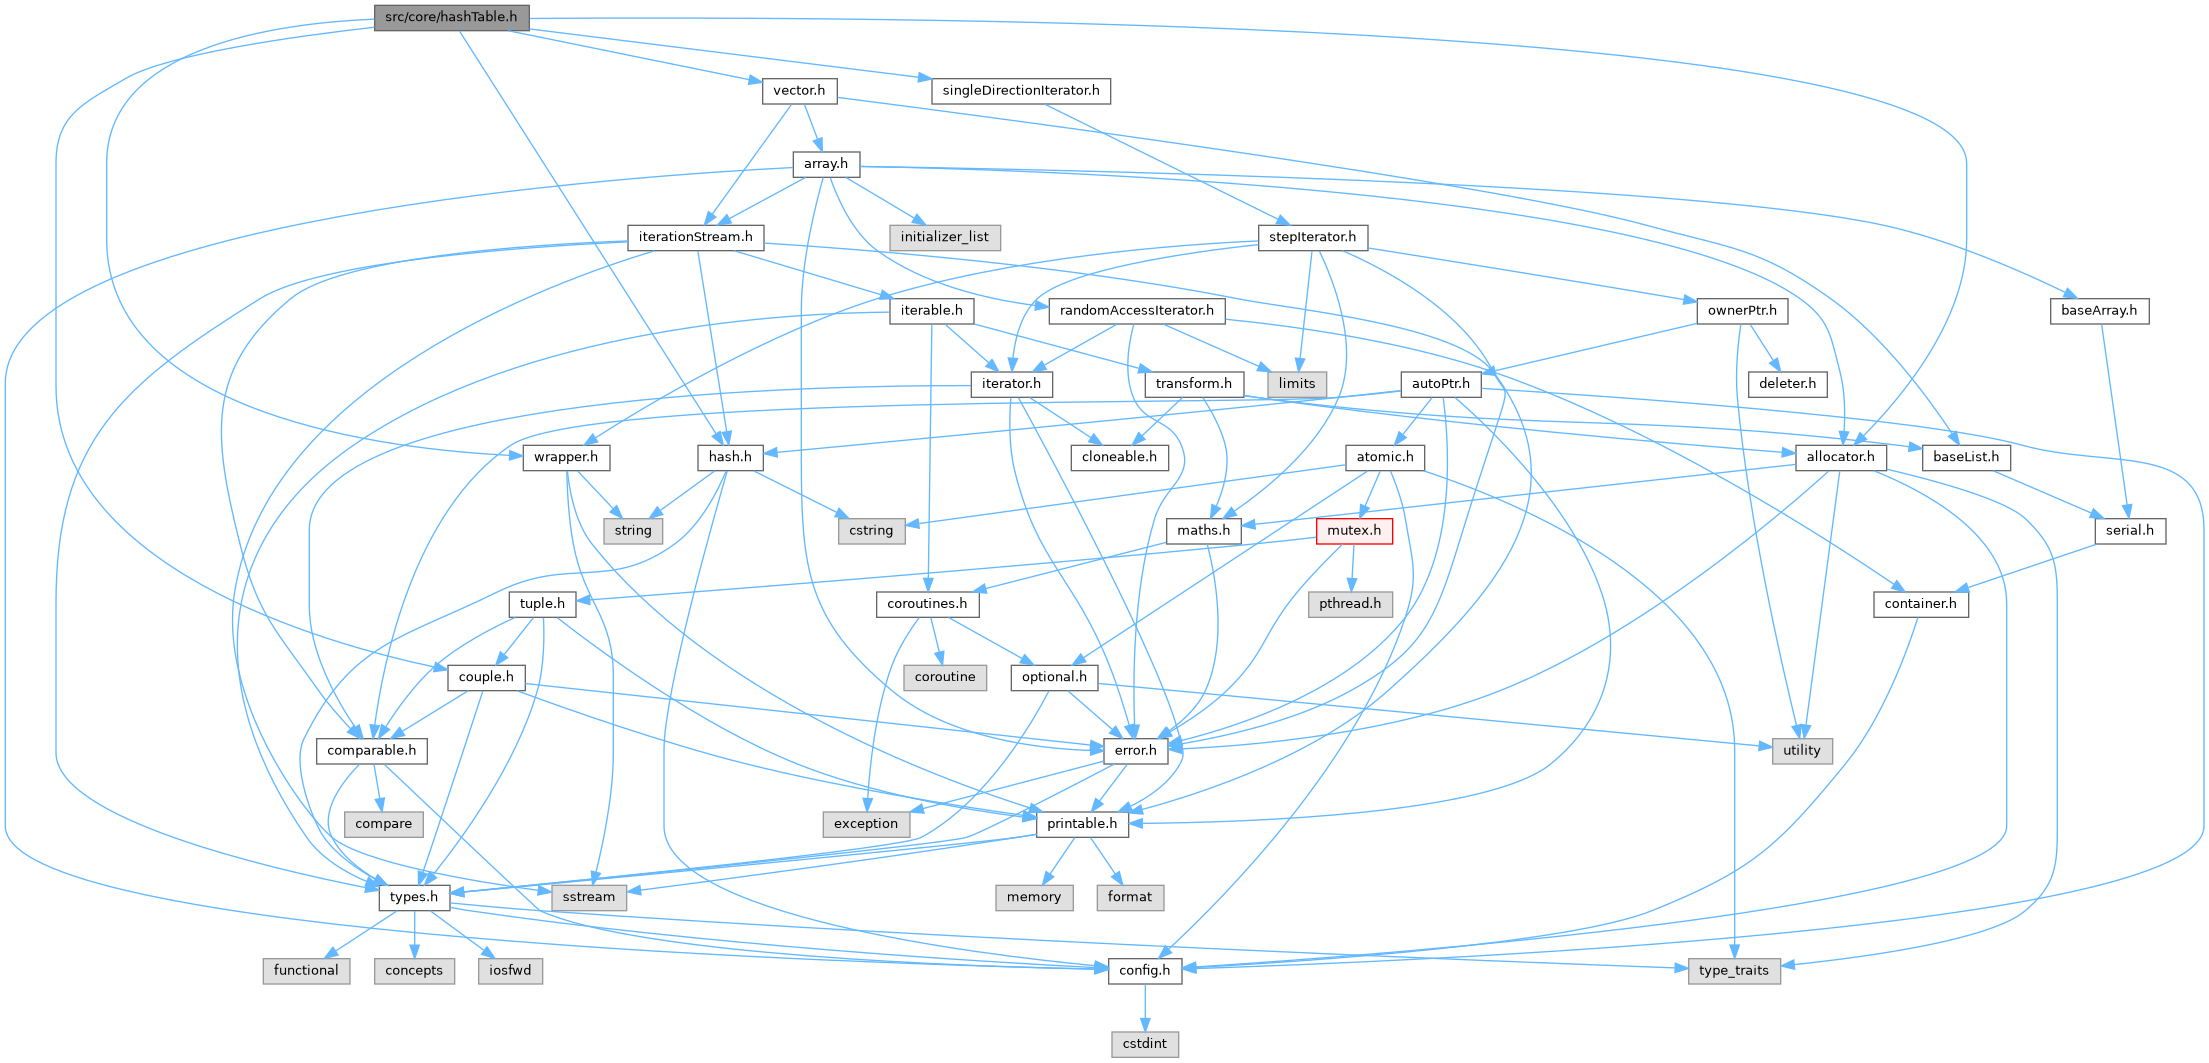 src/core/hashTable.h
vector.h
singleDirectionIterator.h
array.h
iterationStream.h
initializer_list
stepIterator.h
iterable.h
randomAccessIterator.h
ownerPtr.h
baseArray.h
iterator.h
transform.h
limits
autoPtr.h
deleter.h
wrapper.h
hash.h
cloneable.h
atomic.h
allocator.h
baseList.h
string
cstring
maths.h
mutex.h
serial.h
tuple.h
coroutines.h
pthread.h
container.h
couple.h
coroutine
optional.h
comparable.h
error.h
utility
compare
exception
printable.h
types.h
sstream
memory
format
functional
concepts
iosfwd
config.h
type_traits
cstdint